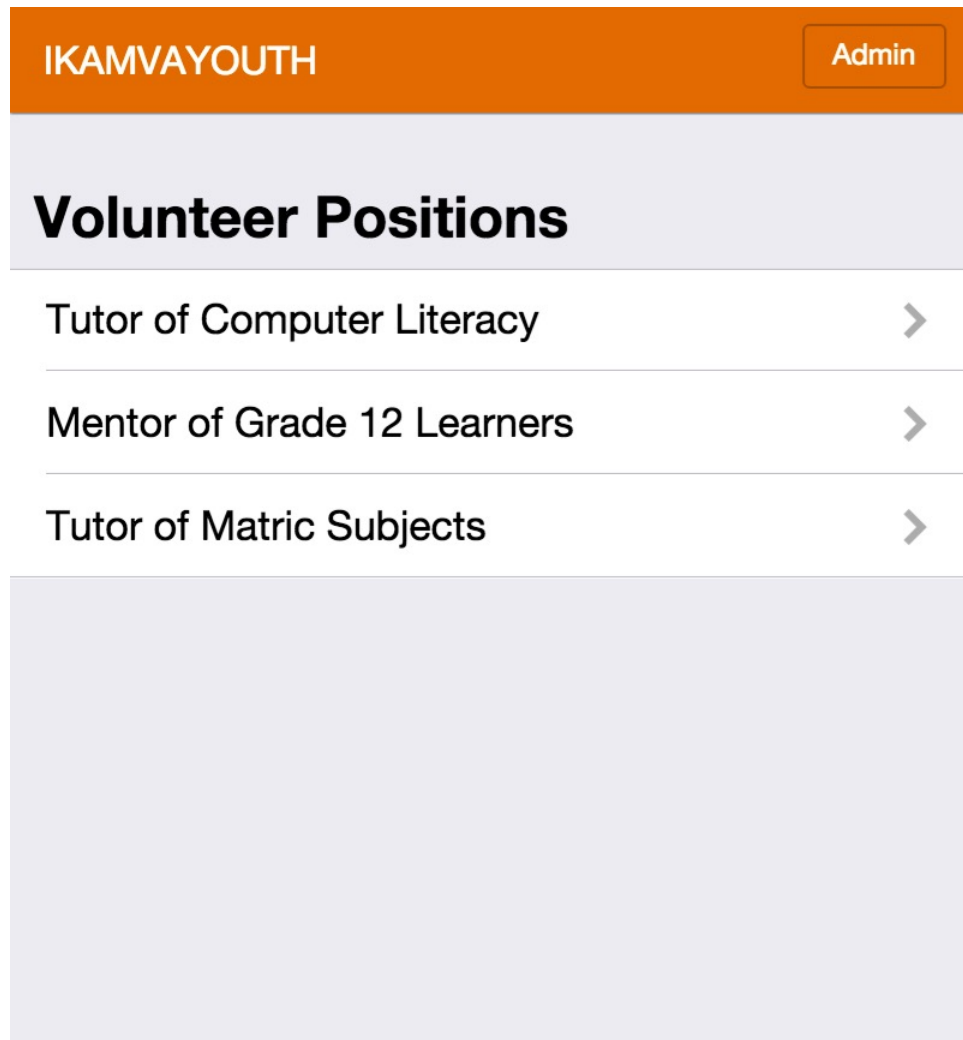 IKAMVAYOUTH
Admin
Volunteer Positions
Tutor of Computer Literacy
Mentor of Grade 12 Learners
Tutor of Matric Subjects